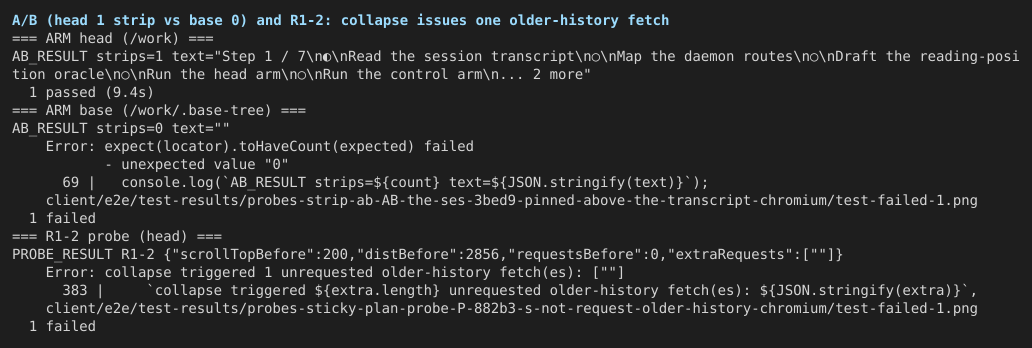 A/B (head 1 strip vs base 0) and R1-2: collapse issues one older-history fetch
=== ARM head (/work) ===
AB_RESULT strips=1 text="Step 1 / 7\n◐\nRead the session transcript\n○\nMap the daemon routes\n○\nDraft the reading-posi
tion oracle\n○\nRun the head arm\n○\nRun the control arm\n... 2 more"
  1 passed (9.4s)
=== ARM base (/work/.base-tree) ===
AB_RESULT strips=0 text=""
    Error: expect(locator).toHaveCount(expected) failed
           - unexpected value "0"
      69 |   console.log(`AB_RESULT strips=${count} text=${JSON.stringify(text)}`);
    client/e2e/test-results/probes-strip-ab-AB-the-ses-3bed9-pinned-above-the-transcript-chromium/test-failed-1.png
  1 failed
=== R1-2 probe (head) ===
PROBE_RESULT R1-2 {"scrollTopBefore":200,"distBefore":2856,"requestsBefore":0,"extraRequests":[""]}
    Error: collapse triggered 1 unrequested older-history fetch(es): [""]
      383 |     `collapse triggered ${extra.length} unrequested older-history fetch(es): ${JSON.stringify(extra)}`,
    client/e2e/test-results/probes-sticky-plan-probe-P-882b3-s-not-request-older-history-chromium/test-failed-1.png
  1 failed